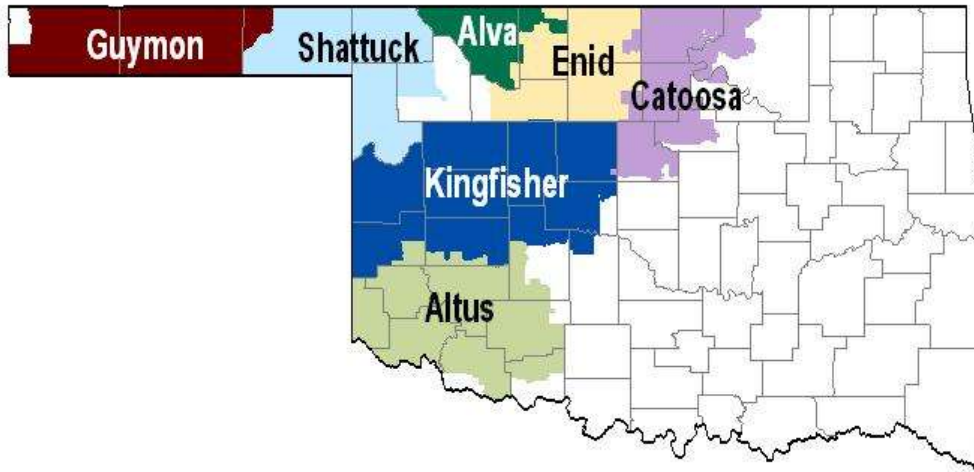 Guymon
Shattuck
Alva
Enid
Catoosa
Kingfisher
Altus